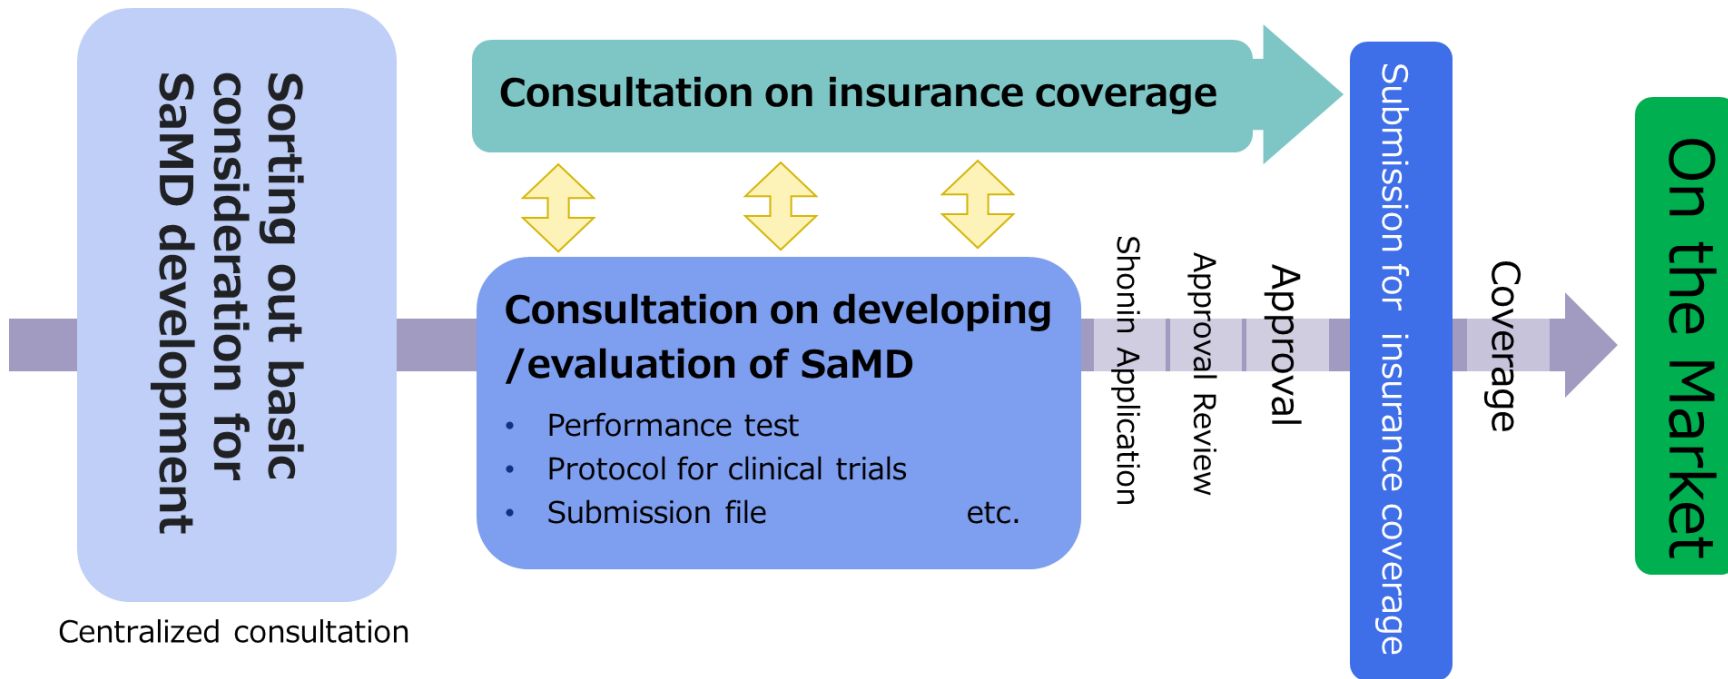 Sorting out basic
consideration for
SaMD development
Centralized consultation
Consultation on insurance coverage
Consultation on developing
/evaluation of SaMD
• Performance test
• Protocol for clinical trials
• Submission file etc.
Shonin Application
Approval Review
Approval
Submission for insurance coverage
Coverage
On the Market